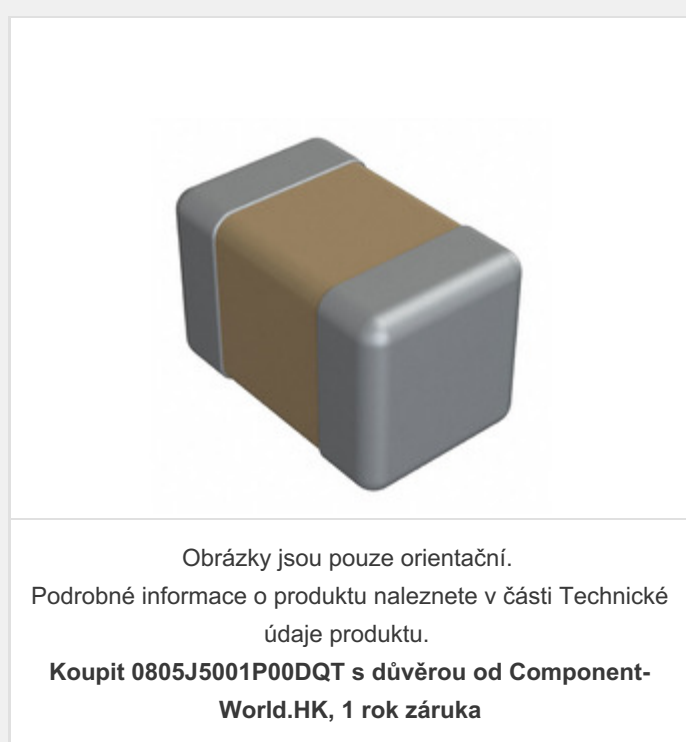 Obrázky jsou pouze orientační.
Podrobné informace o produktu naleznete v části Technické
údaje produktu.
Koupit 0805J5001P00DQT s důvěrou od Component-
World.HK, 1 rok záruka